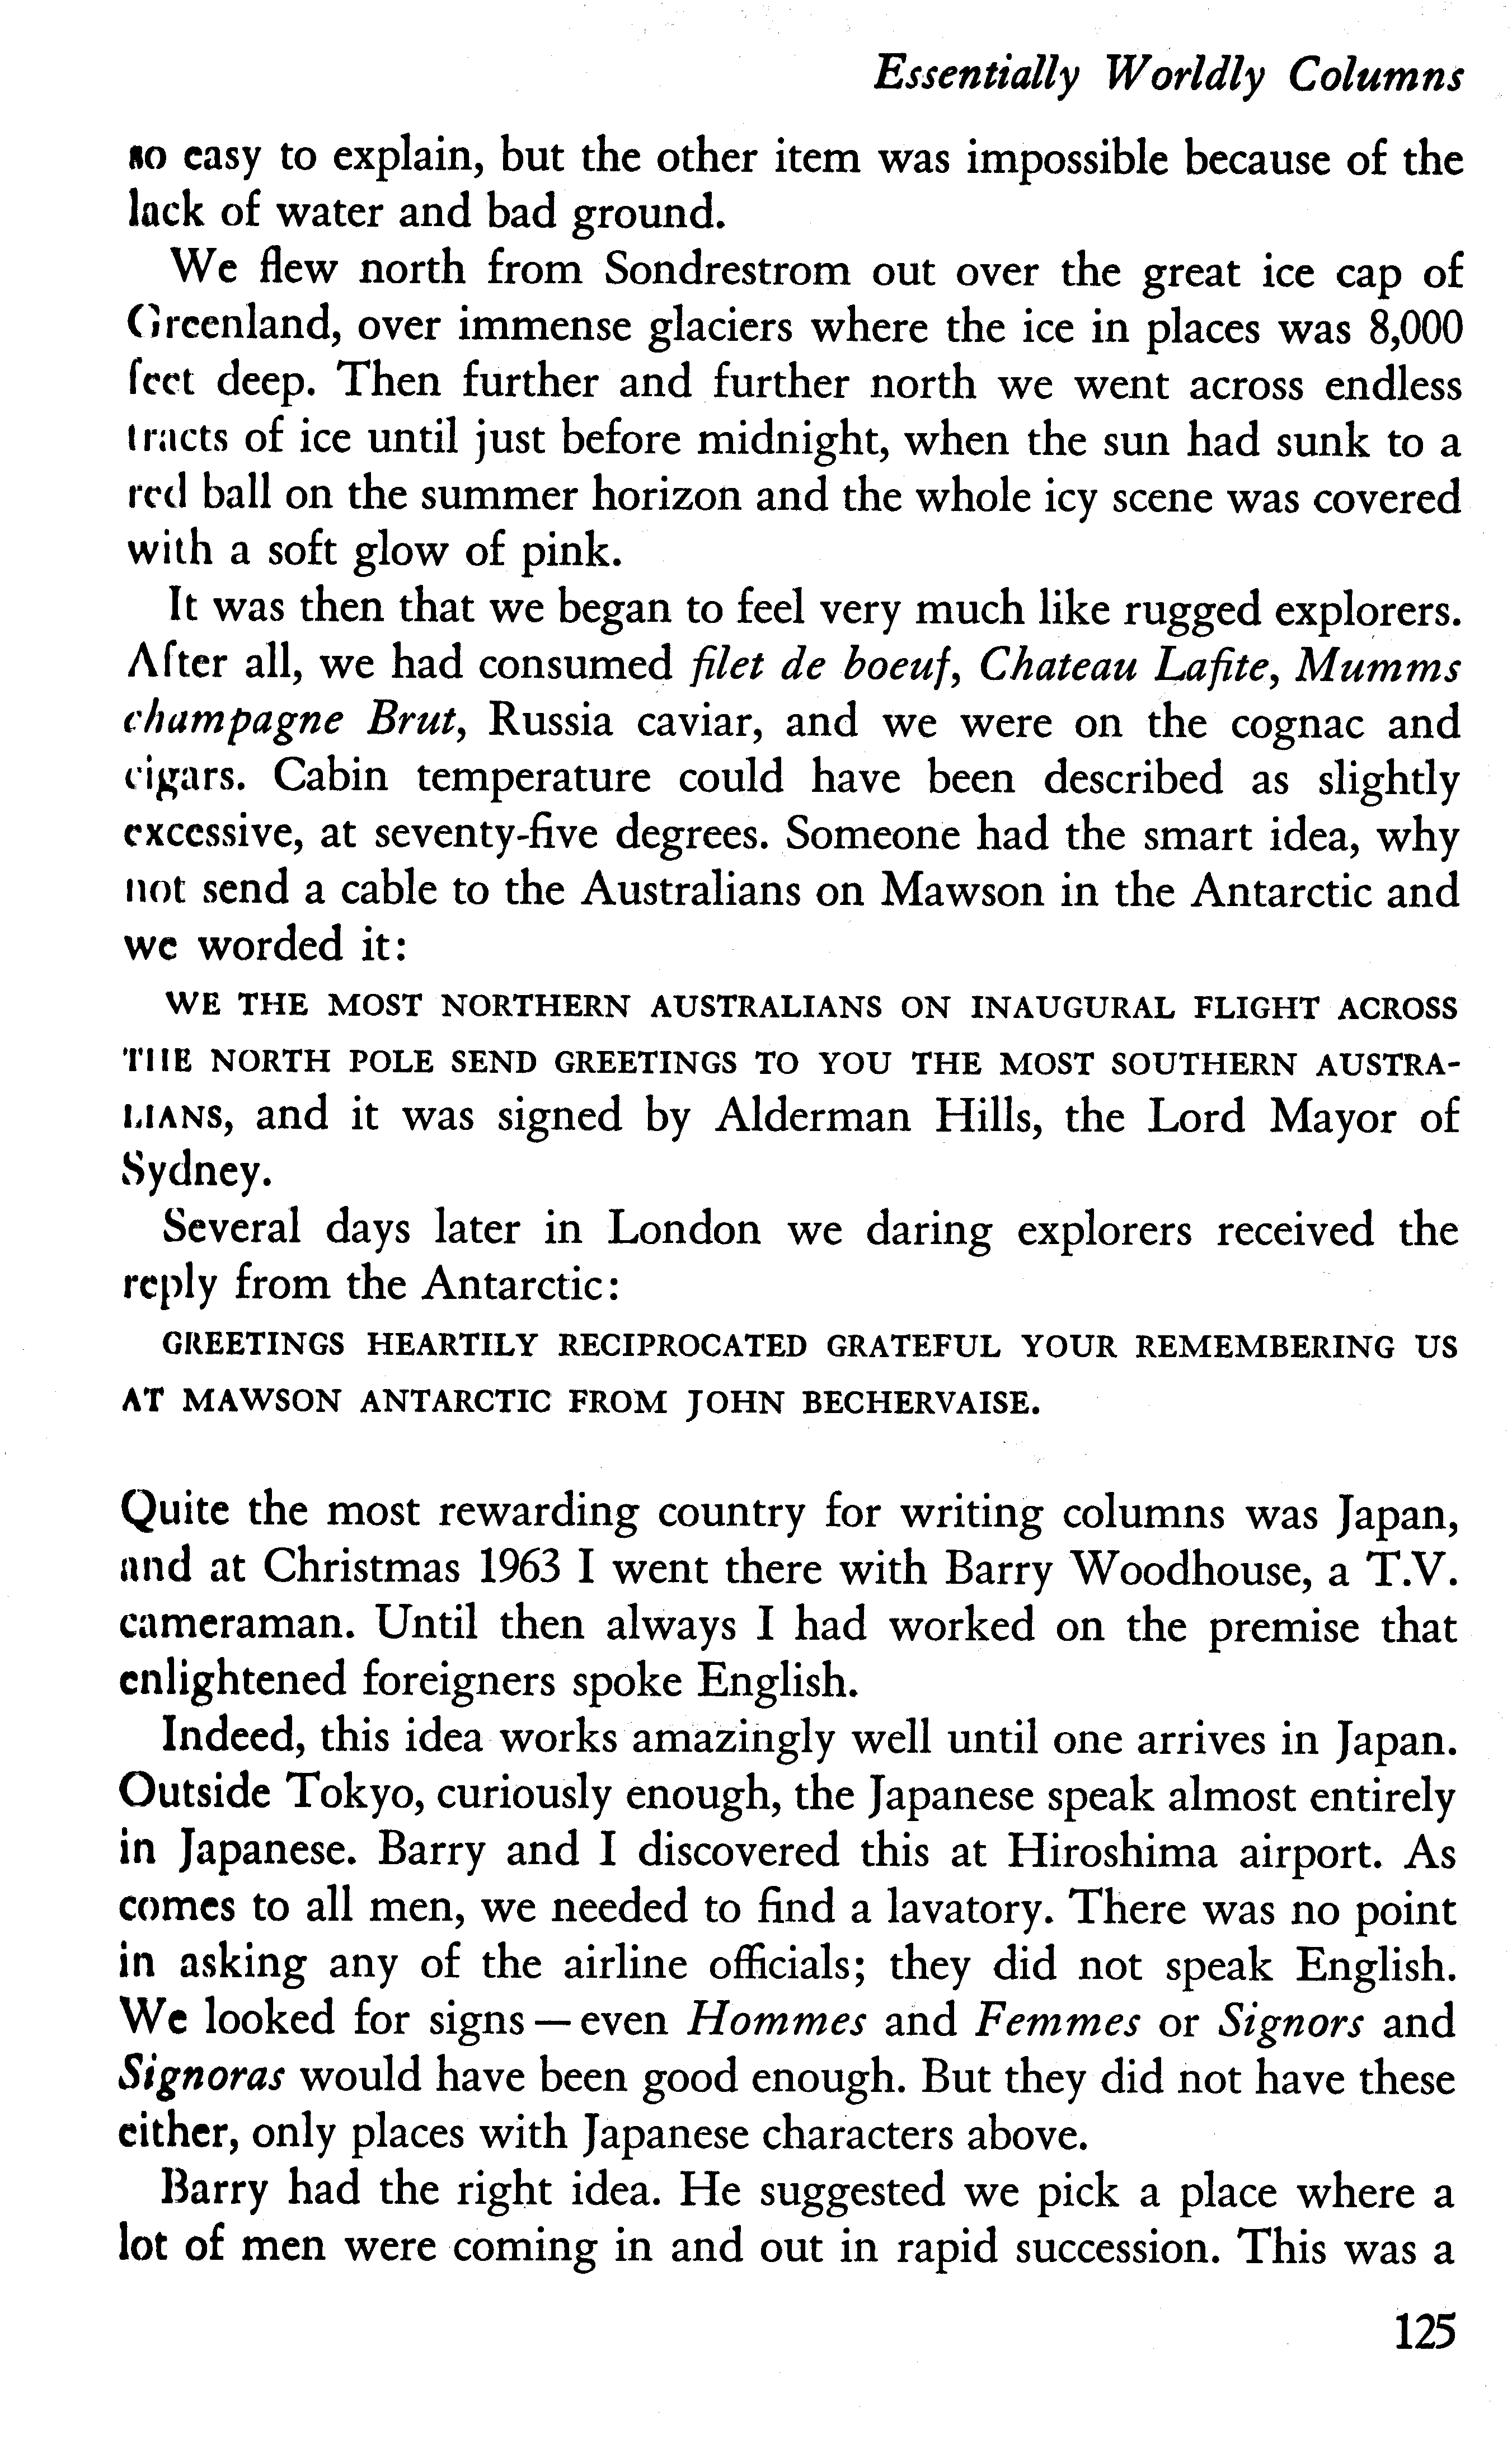 Essentially Worldly Columns
so easy to explain, but the other item was impossible because of the
lack of water and bad ground.
We flew north from Sondrestrom out over the great ice cap of
Greenland, over immense glaciers where the ice in places was 8,000
feet deep. Then further and further north we went across endless
tracts of ice until just before midnight, when the sun had sunk to a
red ball on the summer horizon and the whole icy scene was covered
with a soft glow of pink.
It was then that we began to feel very much like rugged explorers.
After all, we had consumed filet de boeuf, Chateau Lafite, Mumms
champagne Brut, Russia caviar, and we were on the cognac and
cigars. Cabin temperature could have been described as slightly
excessive, at seventy-five degrees. Someone had the smart idea, why
not send a cable to the Australians on Mawson in the Antarctic and
we worded it:
WE THE MOST NORTHERN AUSTRALIANS ON INAUGURAL FLIGHT ACROSS
THE NORTH POLE SEND GREETINGS TO YOU THE MOST SOUTHERN AUSTRA-
LIANS, and it was signed by Alderman Hills, the Lord Mayor of
Sydney.
Several days later in London we daring explorers received the
reply from the Antarctic:
GREETINGS HEARTILY RECIPROCATED GRATEFUL YOUR REMEMBERING US
AT MAWSON ANTARCTIC FROM JOHN BECHERVAISE.
Quite the most rewarding country for writing columns was Japan,
and at Christmas 1963 I went there with Barry Woodhouse, a T.V.
cameraman. Until then always I had worked on the premise that
enlightened foreigners spoke English.
Indeed, this idea works amazingly well until one arrives in Japan.
Outside Tokyo, curiously enough, the Japanese speak almost entirely
in Japanese. Barry and I discovered this at Hiroshima airport. As
comes to all men, we needed to find a lavatory. There was no point
in asking any of the airline officials; they did not speak English.
We looked for signs — even Hommes and Femmes or Signors and
Signoras would have been good enough. But they did not have these
either, only places with Japanese characters above.
Barry had the right idea. He suggested we pick a place where a
lot of men were coming in and out in rapid succession. This was a
125